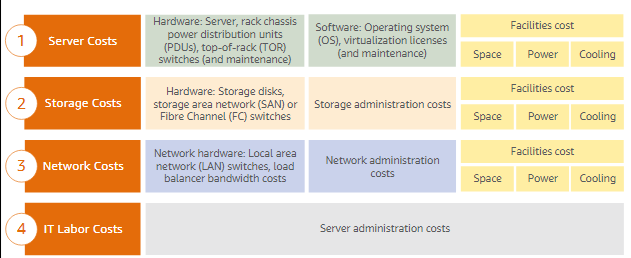 1
Server Costs
Hardware: Server, rack chassis
power distribution units
(PDUs), top-of-rack (TOR)
switches (and maintenance)
Software: Operating system
(OS), virtualization licenses
(and maintenance)
Facilities cost
Space Power Cooling
2
Storage Costs
Hardware: Storage disks,
storage area network (SAN) or
Fibre Channel (FC) switches
Storage administration costs
Facilities cost
Space Power Cooling
3
Network Costs
Network hardware: Local area
network (LAN) switches, load
balancer bandwidth costs
Network administration
costs
Facilities cost
Space Power Cooling
4
IT Labor Costs
Server administration costs